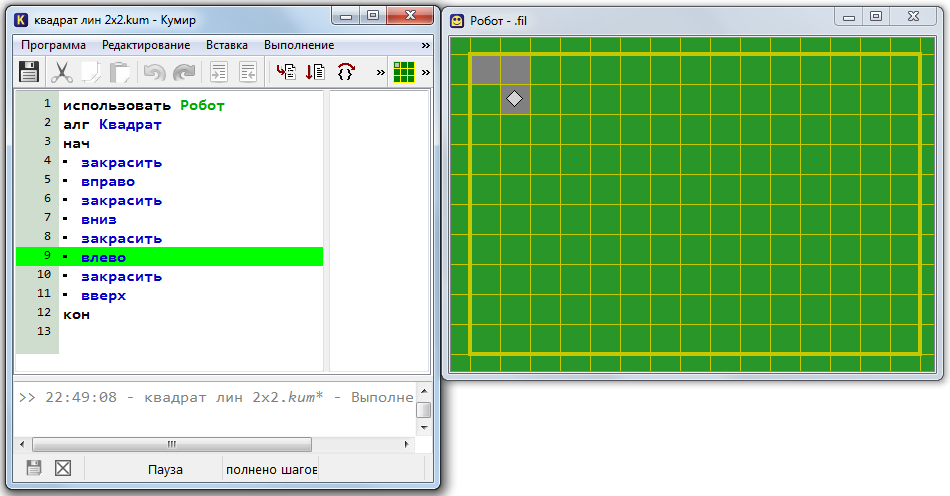 квадрат лин 2x2.kum - Кумир
Программа Редактирование Вставка Выполнение »
» »
1 использовать Робот
2 алг Квадрат
3 нач
4 закрасить
5 вправо
6 закрасить
7 вниз
8 закрасить
9 влево
10 закрасить
11 вверх
12 кон
13
>> 22:49:08 - квадрат лин 2x2.kum* - Выполне
Пауза полнено шагов
Робот - .fil